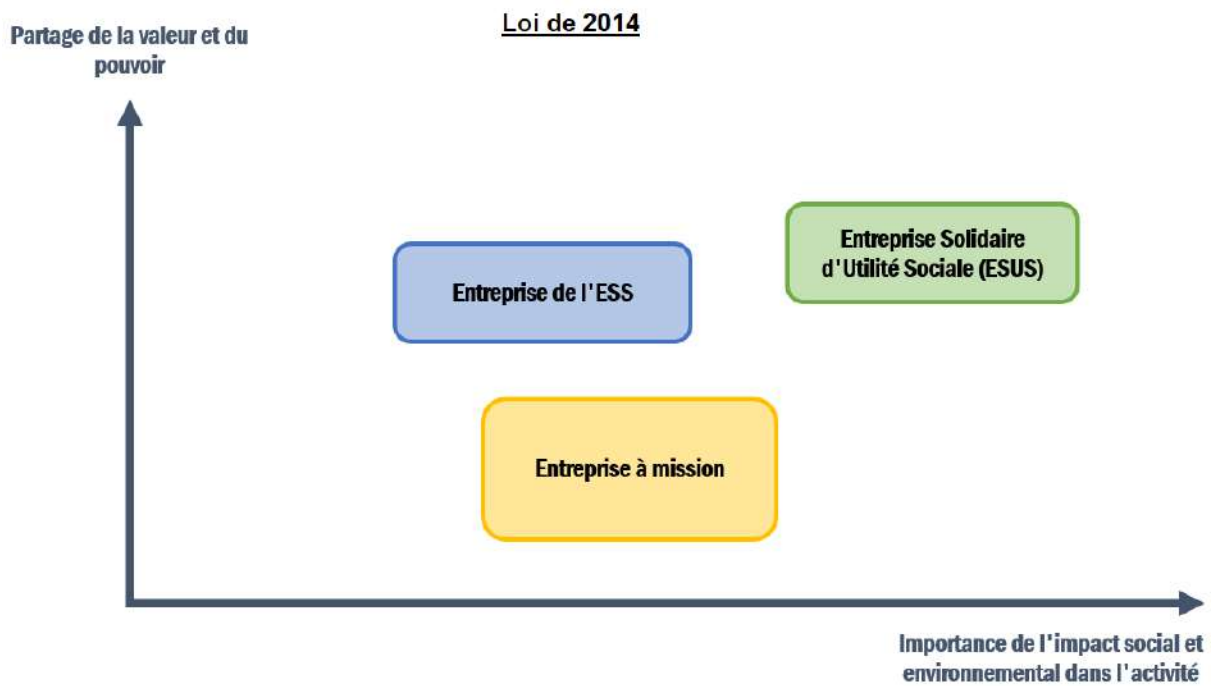 Loi de 2014
Partage de la valeur et du
pouvoir
Entreprise Solidaire
d'Utilité Sociale (ESUS)
Entreprise de l'ESS
Entreprise à mission
Importance de l'impact social et
environnemental dans l'activité